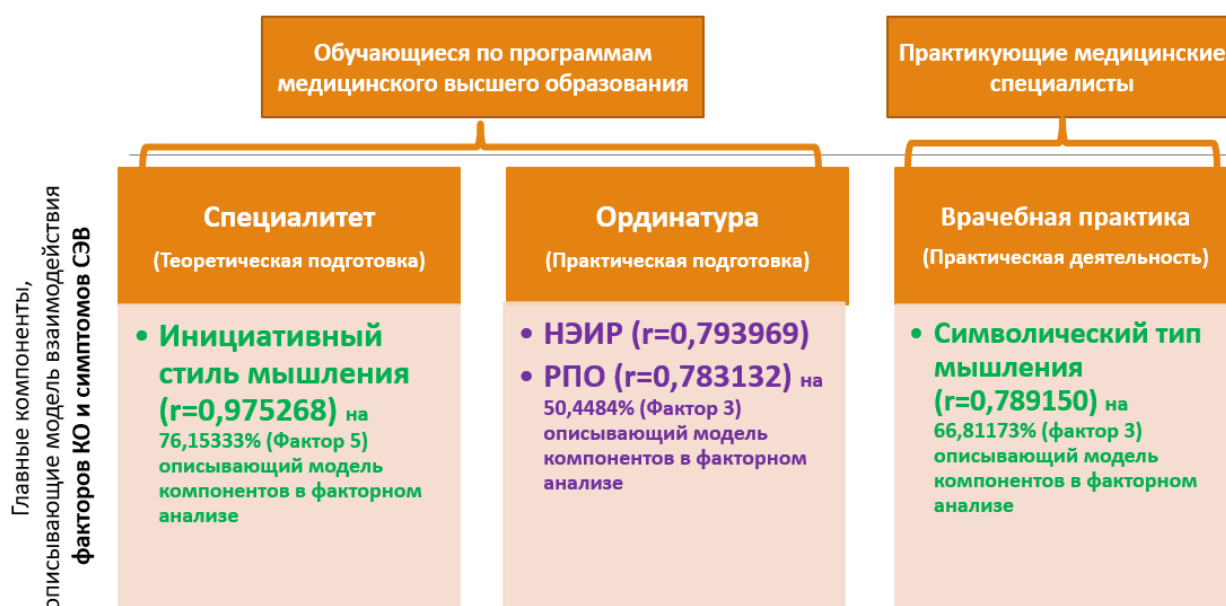 Обучающиеся по программам
медицинского высшего образования
Практикующие медицинские
специалисты
Главные компоненты,
описывающие модель взаимодействия
факторов КО и симптомов СЭВ
Специалитет
(Теоретическая подготовка)
• Инициативный
стиль мышления
(r=0,975268) на
76,15333% (Фактор 5)
описывающий модель
компонентов в факторном
анализе
Ординатура
(Практическая подготовка)
• НЭИР (r=0,793969)
• РПО (r=0,783132) на
50,4484% (Фактор 3)
описывающий модель
компонентов в факторном
анализе
Врачебная практика
(Практическая деятельность)
• Символический тип
мышления
(r=0,789150) на
66,81173% (фактор 3)
описывающий модель
компонентов в факторном
анализе